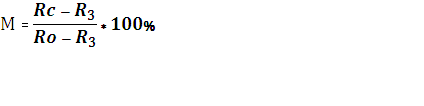 M = (Rc – R₃)/(Ro – R₃) * 100%